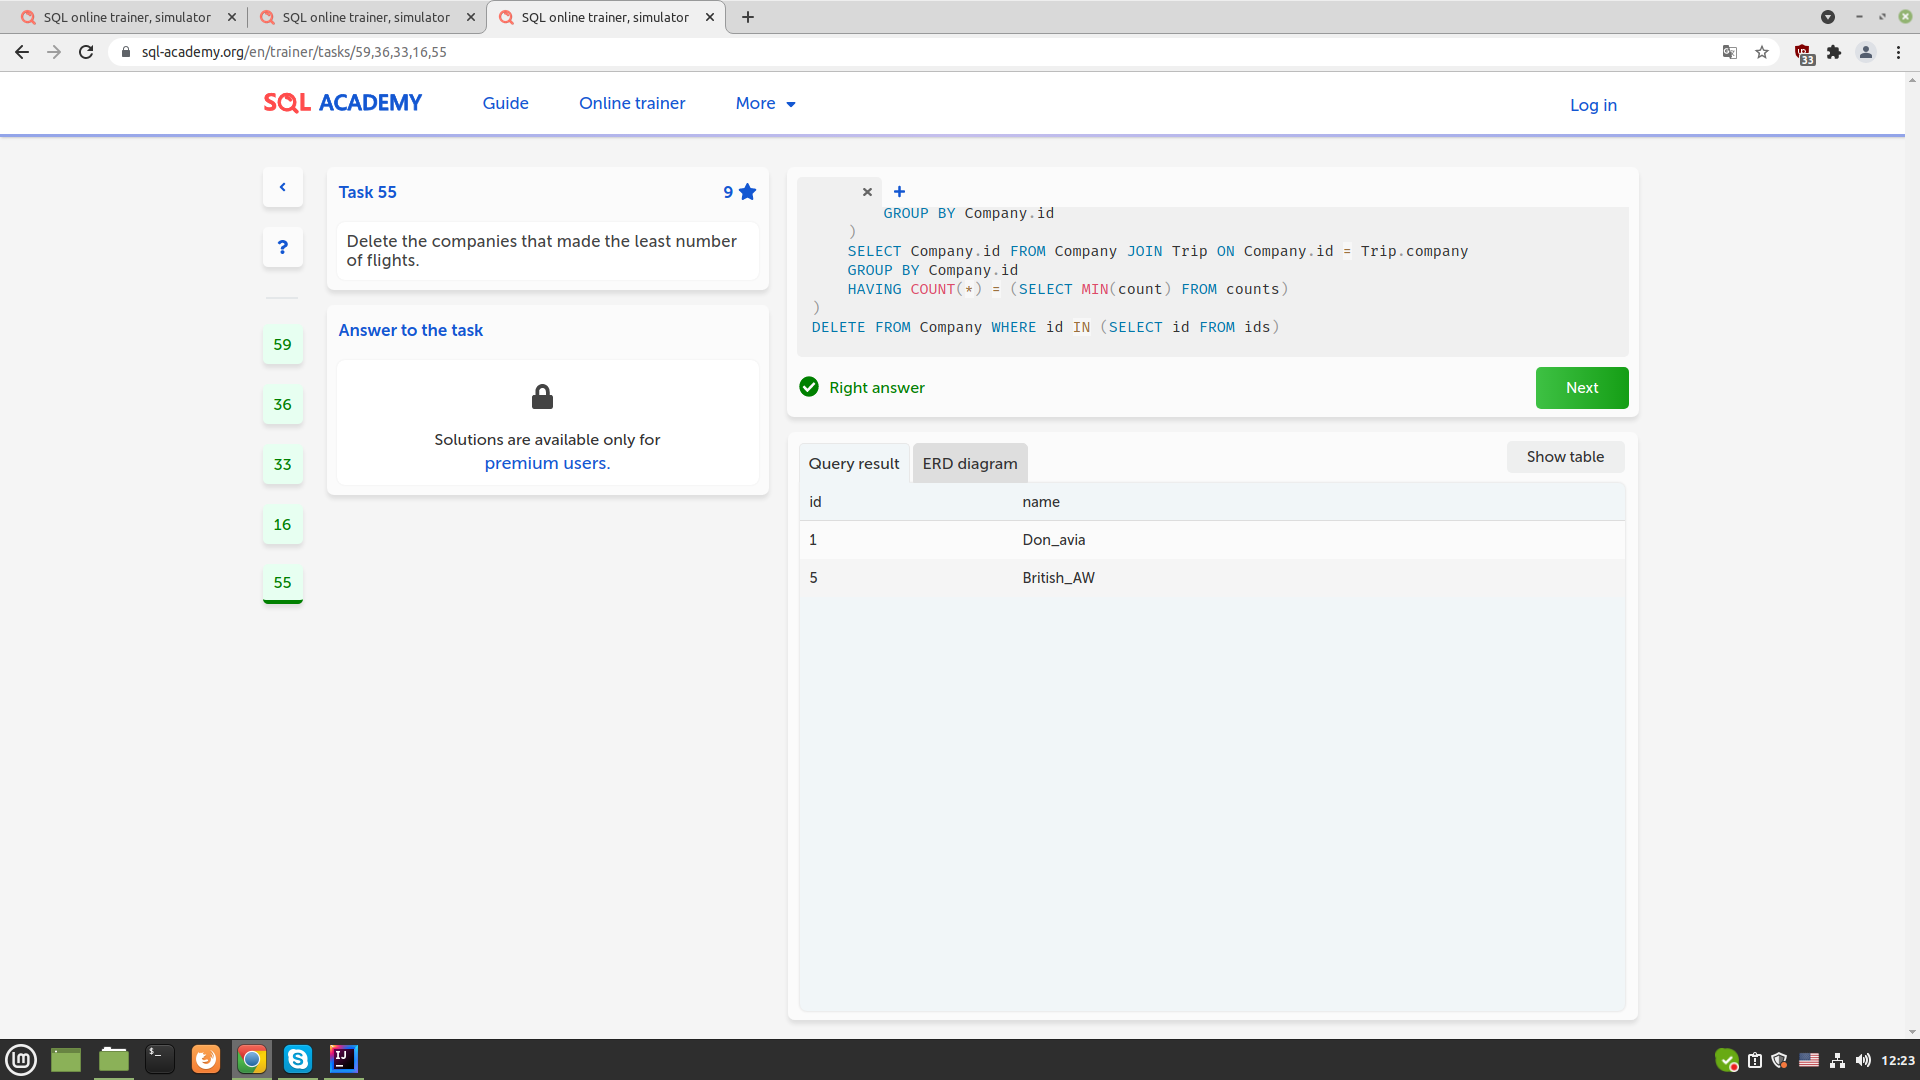 SQL online trainer, simulator
SQL online trainer, simulator
SQL online trainer, simulator
sql-academy.org/en/trainer/tasks/59,36,33,16,55
33
SQL ACADEMY
Guide
Online trainer
More
Log in
?
59
36
33
16
55
Task 55
9
Delete the companies that made the least number
of flights.
Answer to the task
Solutions are available only for
premium users.
GROUP BY Company.id
)
SELECT Company.id FROM Company JOIN Trip ON Company.id = Trip.company
GROUP BY Company.id
HAVING COUNT(*) = (SELECT MIN(count) FROM counts)
)
DELETE FROM Company WHERE id IN (SELECT id FROM ids)
Right answer
Next
Query result
ERD diagram
Show table
id name
1 Don_avia
5 British_AW
12:23